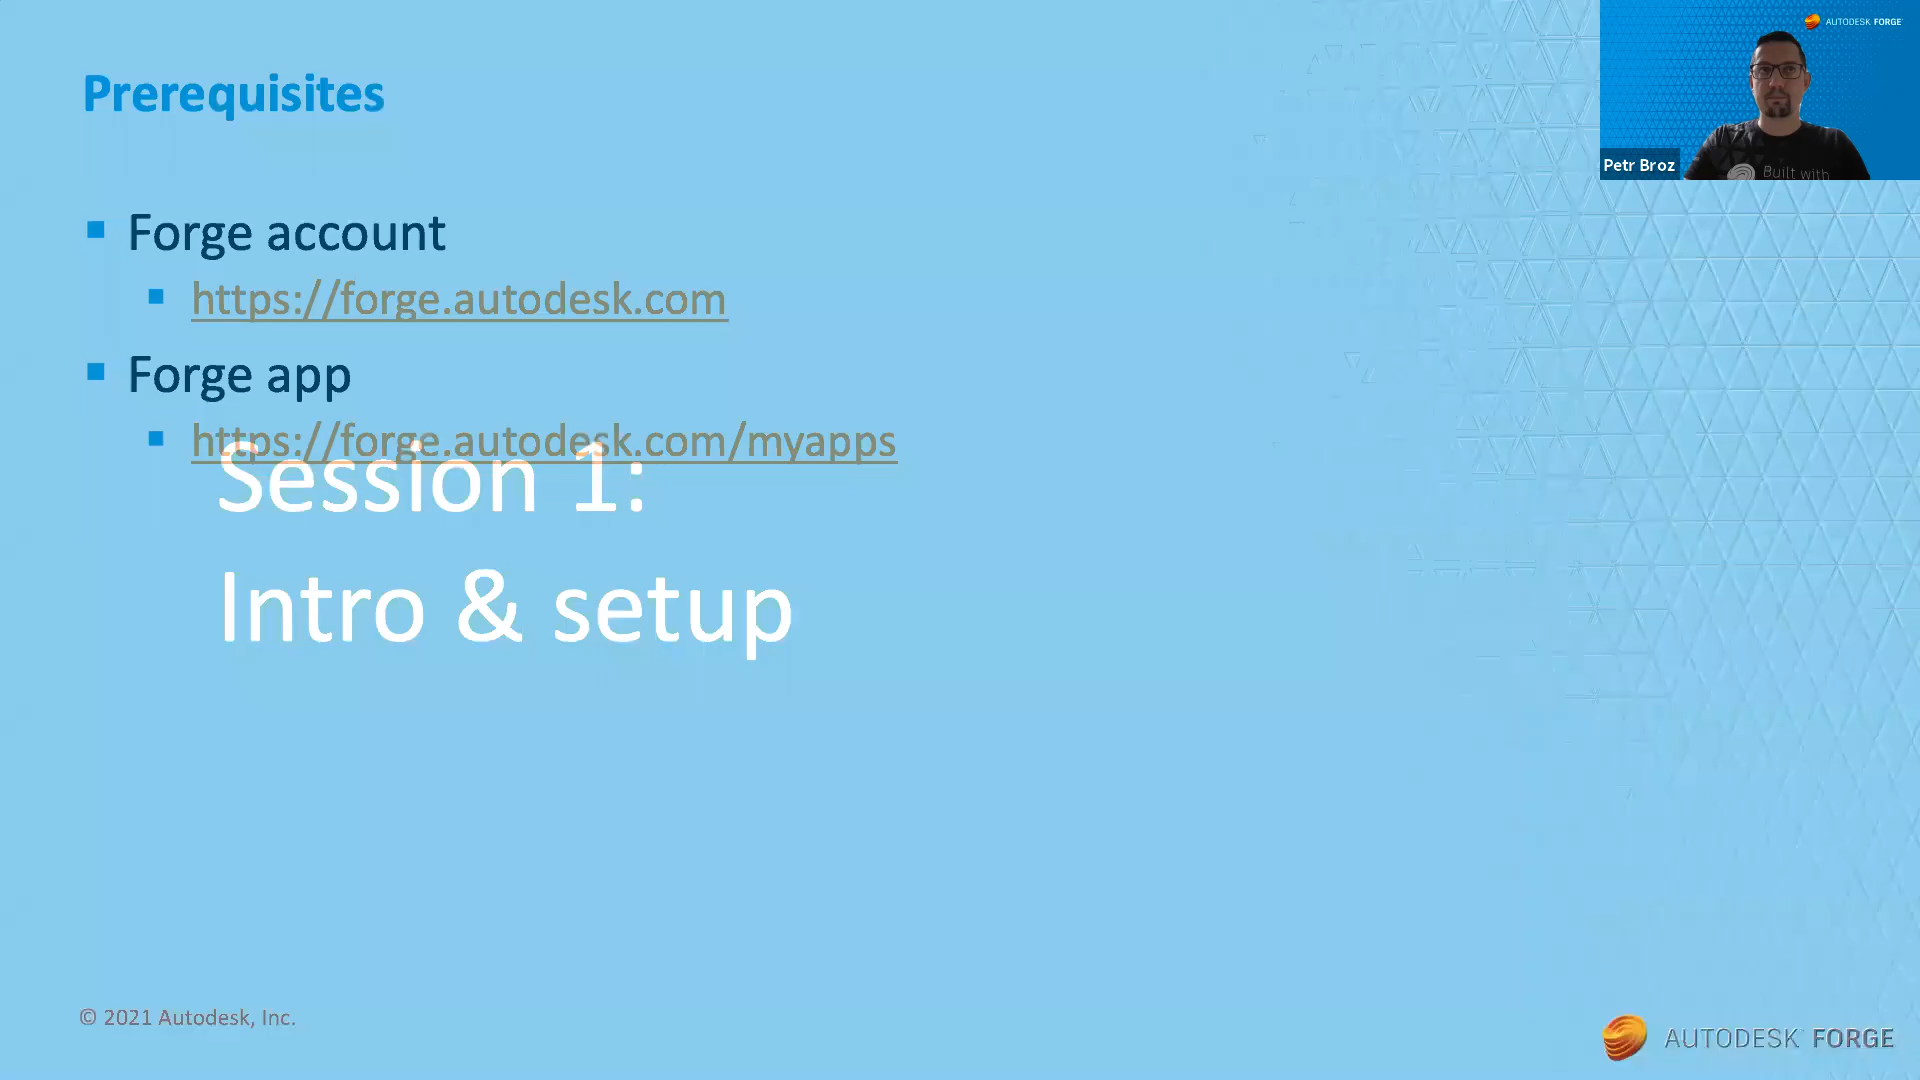 Prerequisites
AUTODESK FORGE
Petr Broz
Built with
Forge account
https://forge.autodesk.com
Forge app
https://forge.autodesk.com/myapps
Session 1:
Intro & setup
© 2021 Autodesk, Inc.
AUTODESK FORGE